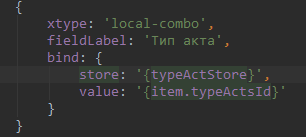 {
xtype: 'local-combo',
fieldLabel: 'Тип акта',
bind: {
store: '{typeActStore}',
value: '{item.typeActsId}'
}
}